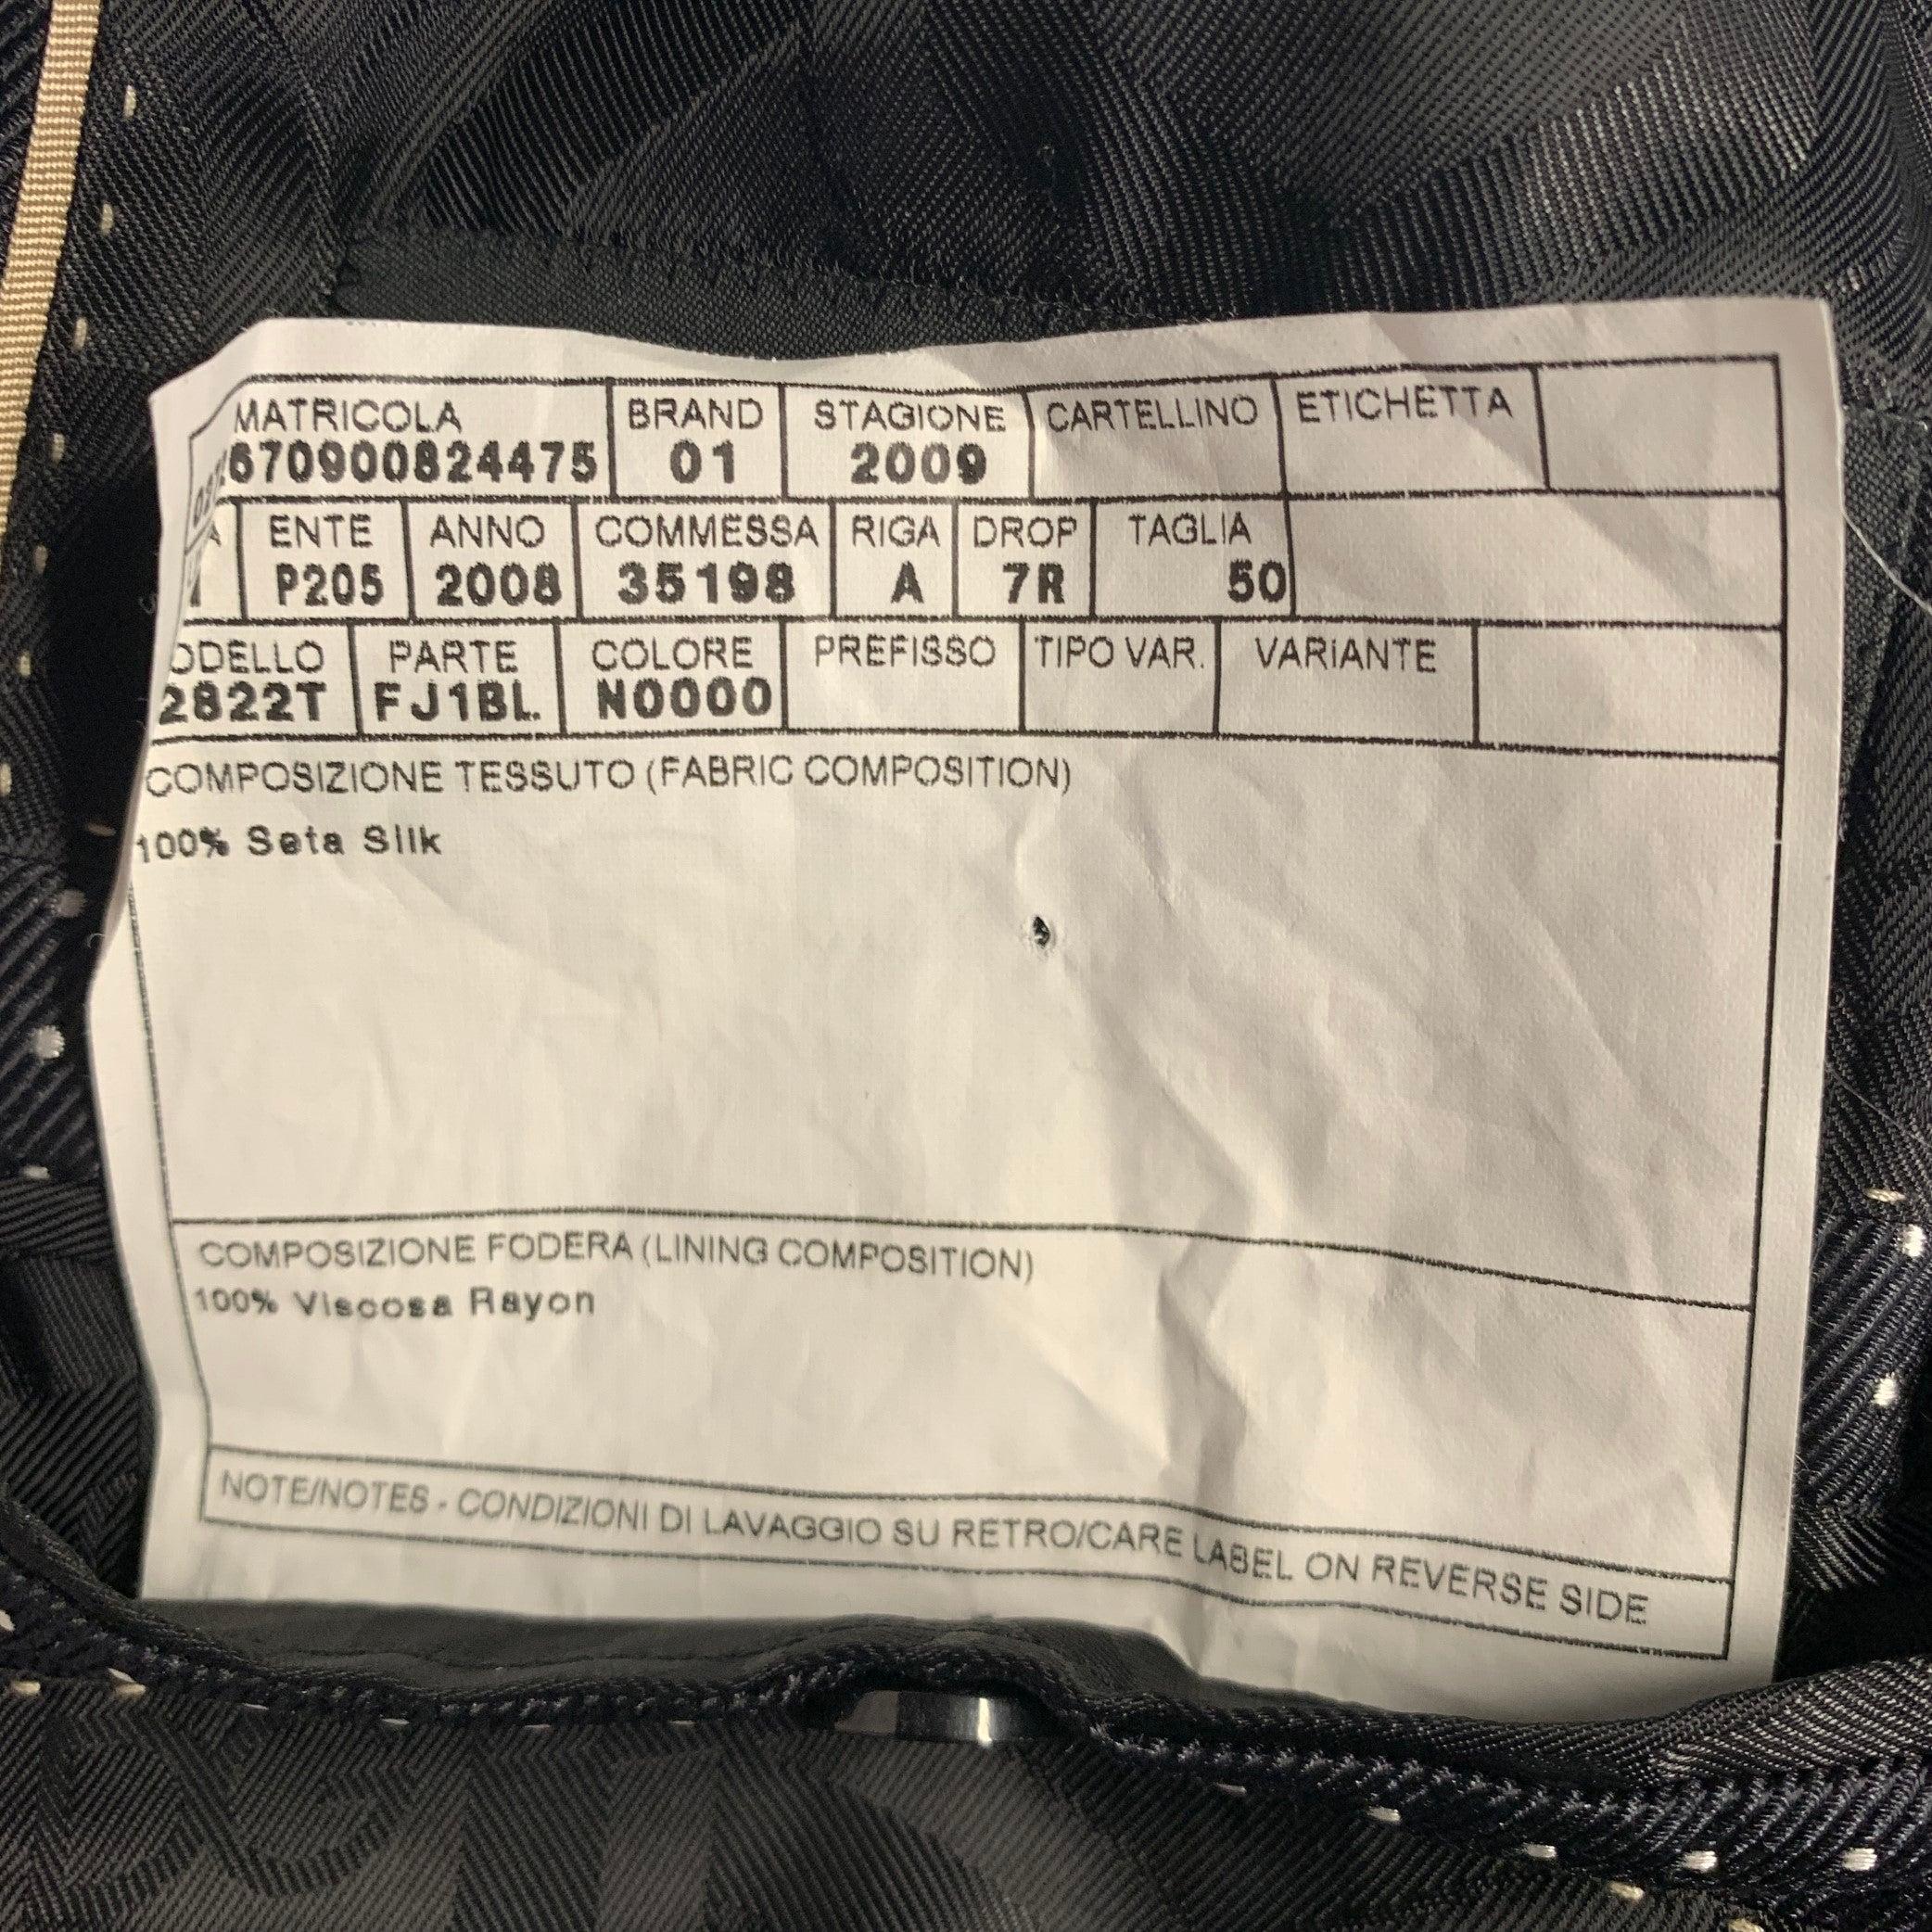 MATRICOLA BRAND STAGIONE CARTELLINO ETICHETTA
670900824475 01 2009
ENTE ANNO COMMESSA RIGA DROP TAGLIA
P205 2008 35198 A 7R 50
ODELLO PARTE COLORE PREFISSO TIPO VAR. VARIANTE
2822T FJ1BL N0000
COMPOSIZIONE TESSUTO (FABRIC COMPOSITION)
100% Seta Silk
COMPOSIZIONE FODERA (LINING COMPOSITION)
100% Viscosa Rayon
NOTE/NOTES - CONDIZIONI DI LAVAGGIO SU RETRO/CARE LABEL ON REVERSE SIDE